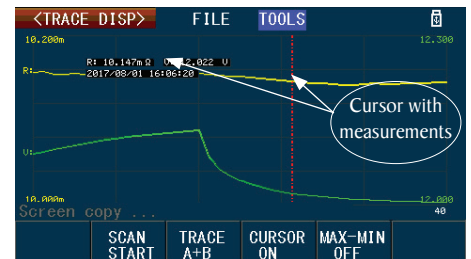 <TRACE DISP> FILE TOOLS
10.200m 12.300
R: 10.147mΩ 12.022 V
R:
2017/08/01 16:06:20
Cursor with
measurements
U:
10.000m 12.000
Screen copy ... 40
SCAN START TRACE A+B CURSOR ON MAX-MIN OFF